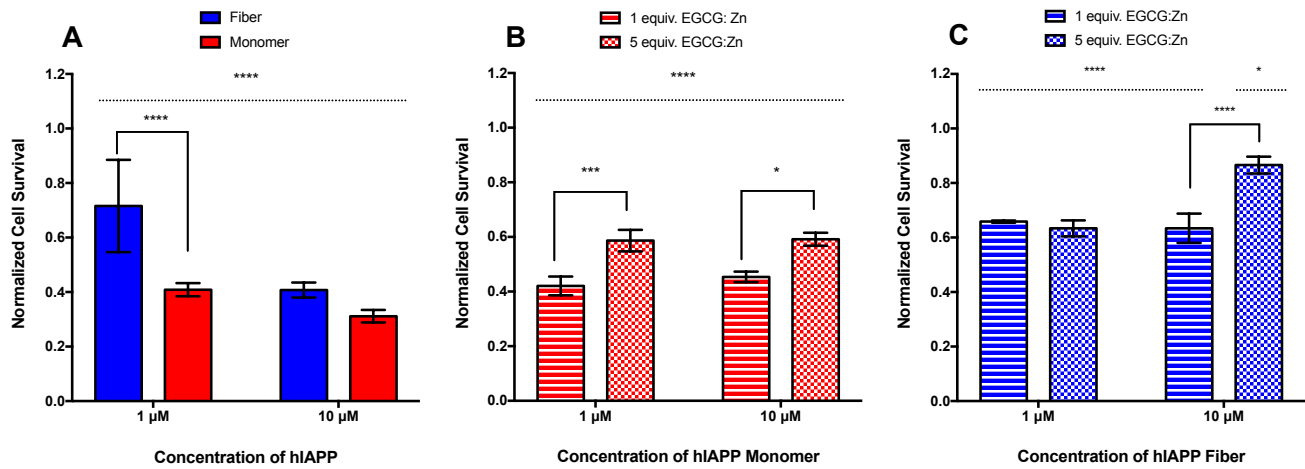 A
Fiber
Monomer
****
****
1.2
1.0
0.8
0.6
0.4
0.2
0.0
Normalized Cell Survival
1 µM
10 µM
Concentration of hIAPP
B
1 equiv. EGCG: Zn
5 equiv. EGCG:Zn
****
***
*
1.2
1.0
0.8
0.6
0.4
0.2
0.0
Normalized Cell Survival
1 µM
10 µM
Concentration of hIAPP Monomer
C
1 equiv. EGCG:Zn
5 equiv. EGCG:Zn
****
*
****
1.2
1.0
0.8
0.6
0.4
0.2
0.0
Normalized Cell Survival
1 µM
10 µM
Concentration of hIAPP Fiber